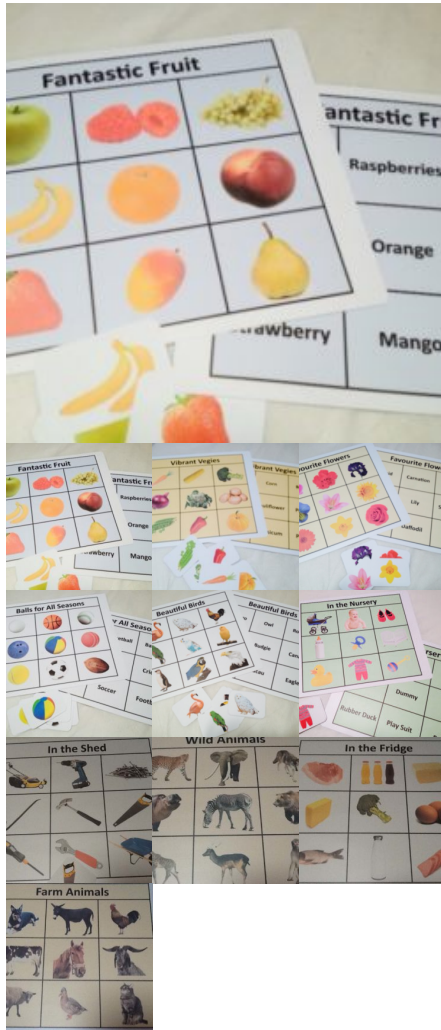 Fantastic Fruit
Raspberries
Orange
Mango
Fantastic Fruit
Raspberries
Orange
Mango
Vibrant Vegies
Vibrant Vegies
Corn
Favourite Flowers
Carnation
Lily
Daffodil
Balls for All Seasons
Soccer
Beautiful Birds
Beautiful Birds
Owl
Budgie
Eagle
In the Nursery
Dummy
Rubber Duck
Play Suit
In the Shed
Wild Animals
In the Fridge
Farm Animals